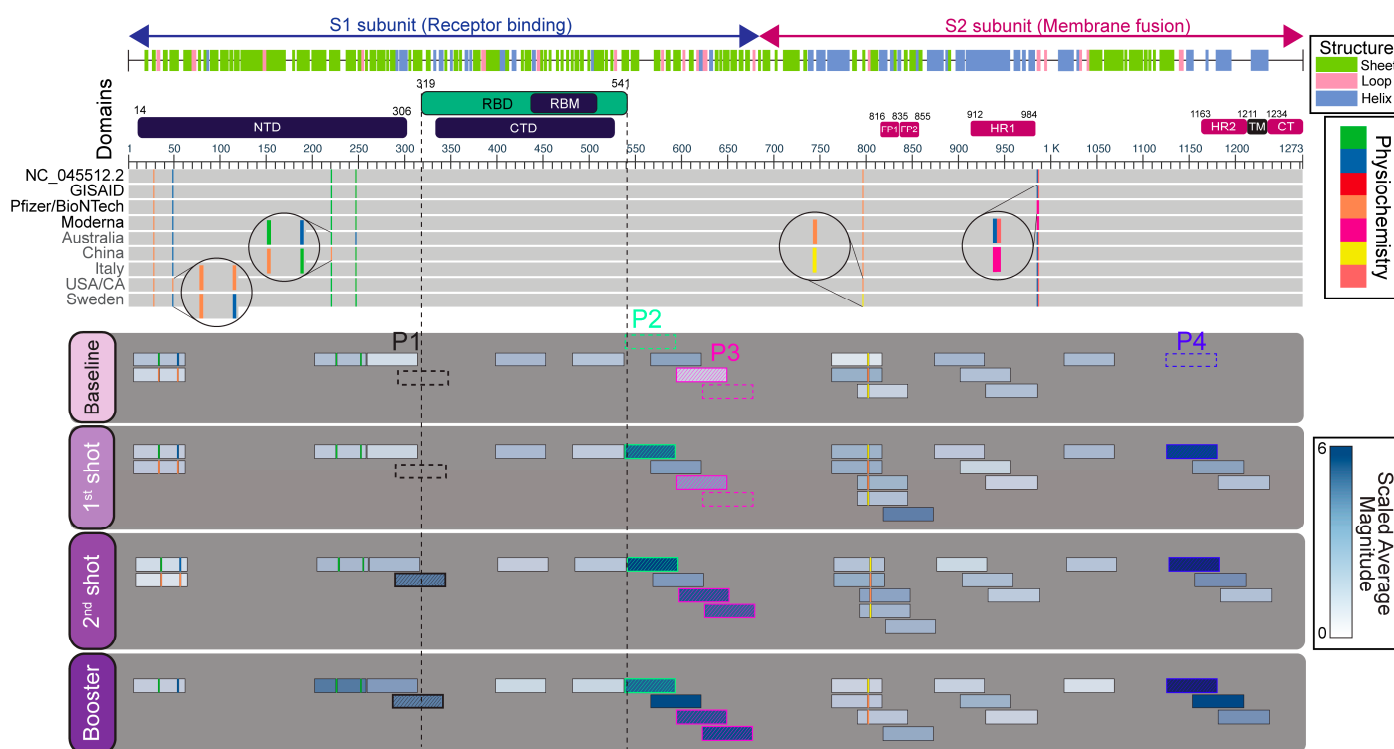 S1 subunit (Receptor binding)
S2 subunit (Membrane fusion)
Structure
Sheet
Loop
Helix
Domains
14
306
NTD
319
541
RBD
RBM
CTD
816
835
855
FP1
FP2
912
984
HR1
1163
1211
1234
HR2
TM
CT
1 50 100 150 200 250 300 350 400 450 500 550 600 650 700 750 800 850 900 950 1 K 1050 1100 1150 1200 1273
NC_045512.2
GISAID
Pfizer/BioNTech
Moderna
Australia
China
Italy
USA/CA
Sweden
Physiochemistry
P1
P2
P3
P4
Baseline
1st shot
2nd shot
Booster
6
0
Scaled Average
Magnitude